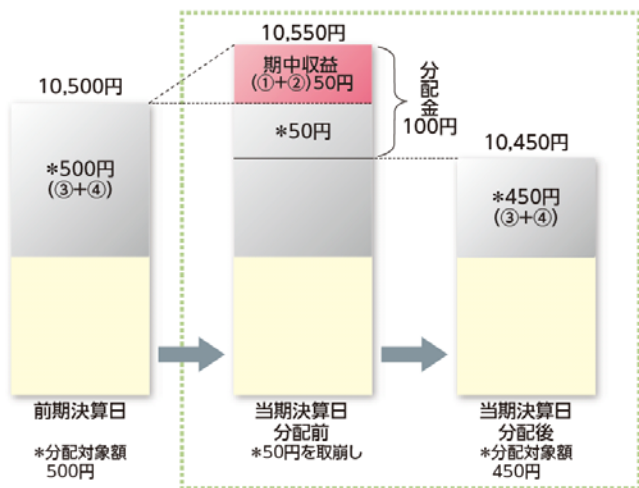 10,550円
期中収益
(①+②)50円
*50円
分配金
100円
10,500円
*500円
(③+④)
10,450円
*450円
(③+④)
前期決算日
*分配対象額
500円
当期決算日
分配前
*50円を取崩し
当期決算日
分配後
*分配対象額
450円